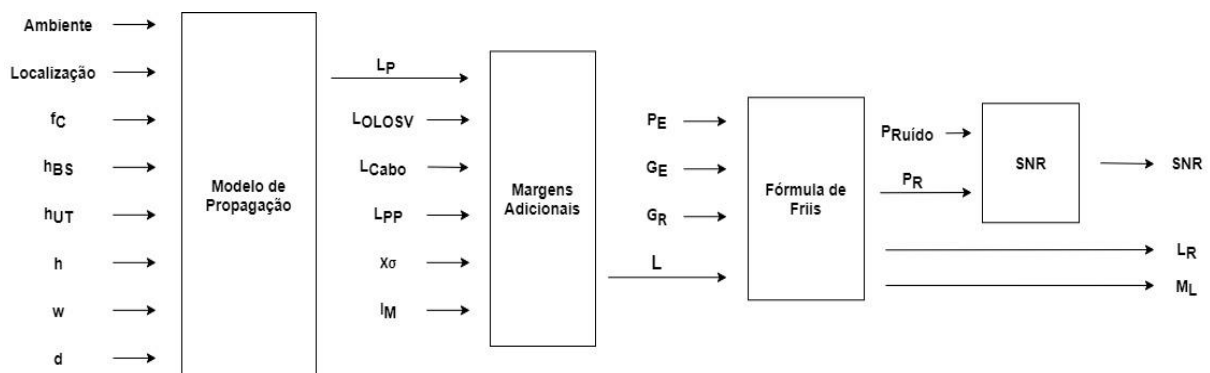 Ambiente
Localização
fC
hBS
hUT
h
w
d
Modelo de
Propagação
LP
LOLOSV
LCabo
LPP
Xσ
IM
Margens
Adicionais
PE
GE
GR
L
Fórmula de
Friis
PRuído
PR
SNR
SNR
LR
ML